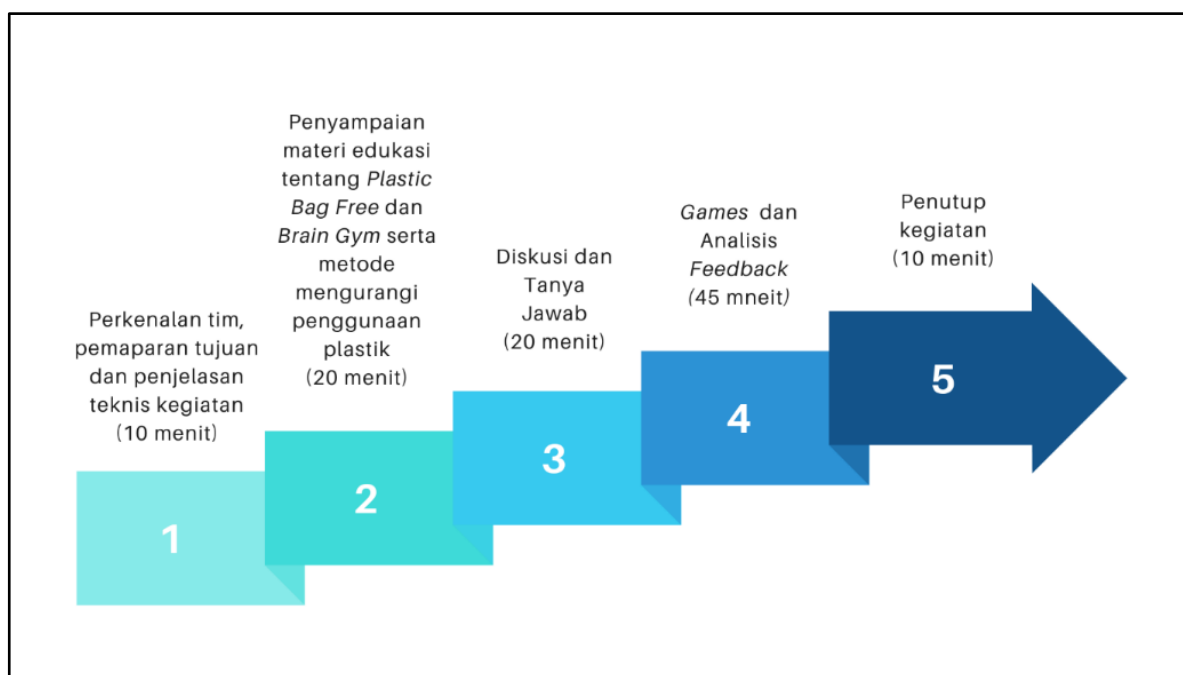 Perkenalan tim,
pemaparan tujuan
dan penjelasan
teknis kegiatan
(10 menit)
1
Penyampaian
materi edukasi
tentang Plastic
Bag Free dan
Brain Gym serta
metode
mengurangi
penggunaan
plastik
(20 menit)
2
Diskusi dan
Tanya
Jawab
(20 menit)
3
Games dan
Analisis
Feedback
(45 mneit)
4
Penutup
kegiatan
(10 menit)
5